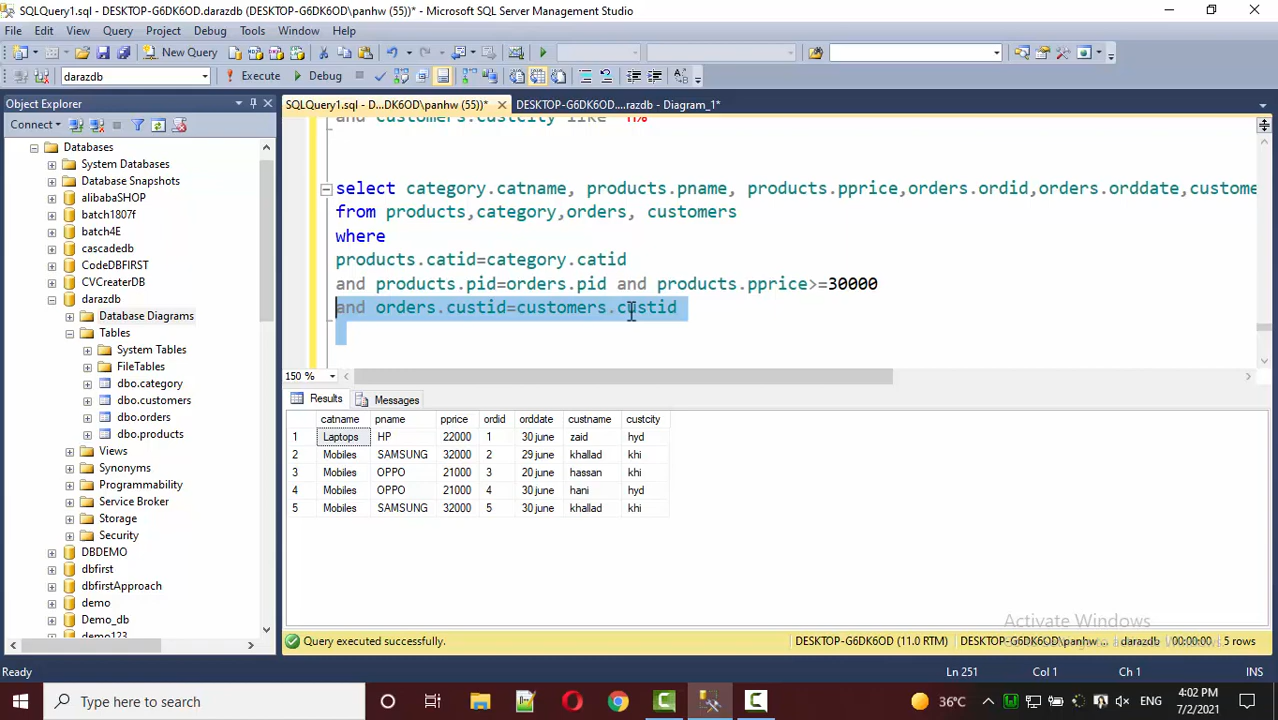 SQLQuery1.sql - DESKTOP-G6DK6OD.darazdb (DESKTOP-G6DK6OD\panhw (55))* - Microsoft SQL Server Management Studio
File Edit View Query Project Debug Tools Window Help
New Query
darazdb Execute Debug
Object Explorer
SQLQuery1.sql - D...DK6OD\panhw (55))* DESKTOP-G6DK6OD....razdb - Diagram_1*
Connect
Databases
System Databases
Database Snapshots
alibabaSHOP
batch1807f
batch4E
cascadedb
CodeDBFIRST
CVCreaterDB
darazdb
Database Diagrams
Tables
System Tables
FileTables
dbo.category
dbo.customers
dbo.orders
dbo.products
Views
Synonyms
Programmability
Service Broker
Storage
Security
DBDEMO
dbfirst
dbfirstApproach
demo
Demo_db
demo123
and customers.custcity like 'h%'
select category.catname, products.pname, products.pprice,orders.ordid,orders.orddate,custome
from products,category,orders, customers
where
products.catid=category.catid
and products.pid=orders.pid and products.pprice>=30000
and orders.custid=customers.custid
150 %
Results Messages
catname pname pprice ordid orddate custname custcity
1 Laptops HP 22000 1 30 june zaid hyd
2 Mobiles SAMSUNG 32000 2 29 june khallad khi
3 Mobiles OPPO 21000 3 20 june hassan khi
4 Mobiles OPPO 21000 4 30 june hani hyd
5 Mobiles SAMSUNG 32000 5 30 june khallad khi
Activate Windows
Query executed successfully. DESKTOP-G6DK6OD (11.0 RTM) DESKTOP-G6DK6OD\panhw ... darazdb 00:00:00 5 rows
Ready Ln 251 Col 1 Ch 1 INS
Type here to search 36°C ENG 4:02 PM
7/2/2021